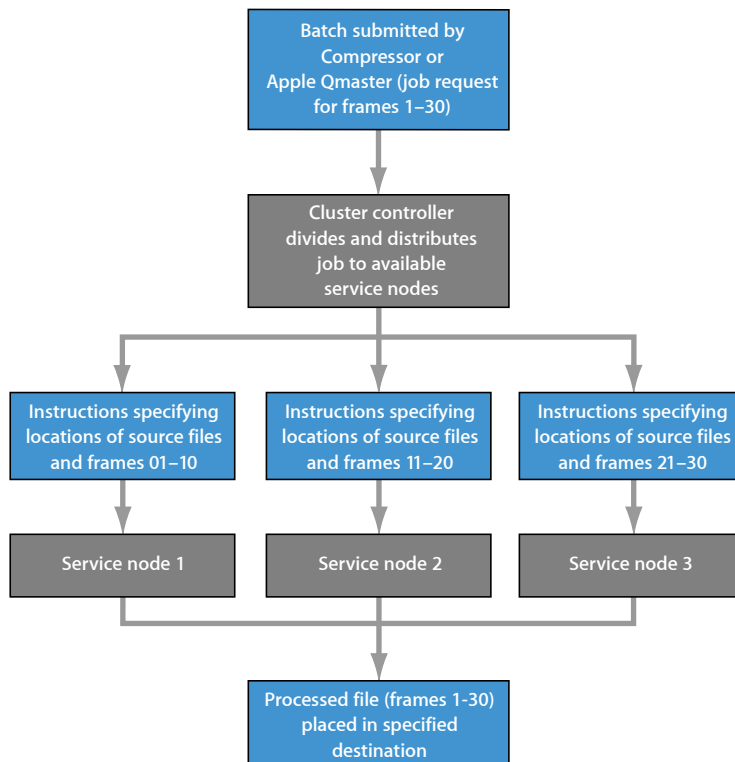 Batch submitted by
Compressor or
Apple Qmaster (job request
for frames 1–30)
Cluster controller
divides and distributes
job to available
service nodes
Instructions specifying
locations of source files
and frames 01–10
Instructions specifying
locations of source files
and frames 11–20
Instructions specifying
locations of source files
and frames 21–30
Service node 1
Service node 2
Service node 3
Processed file (frames 1-30)
placed in specified
destination